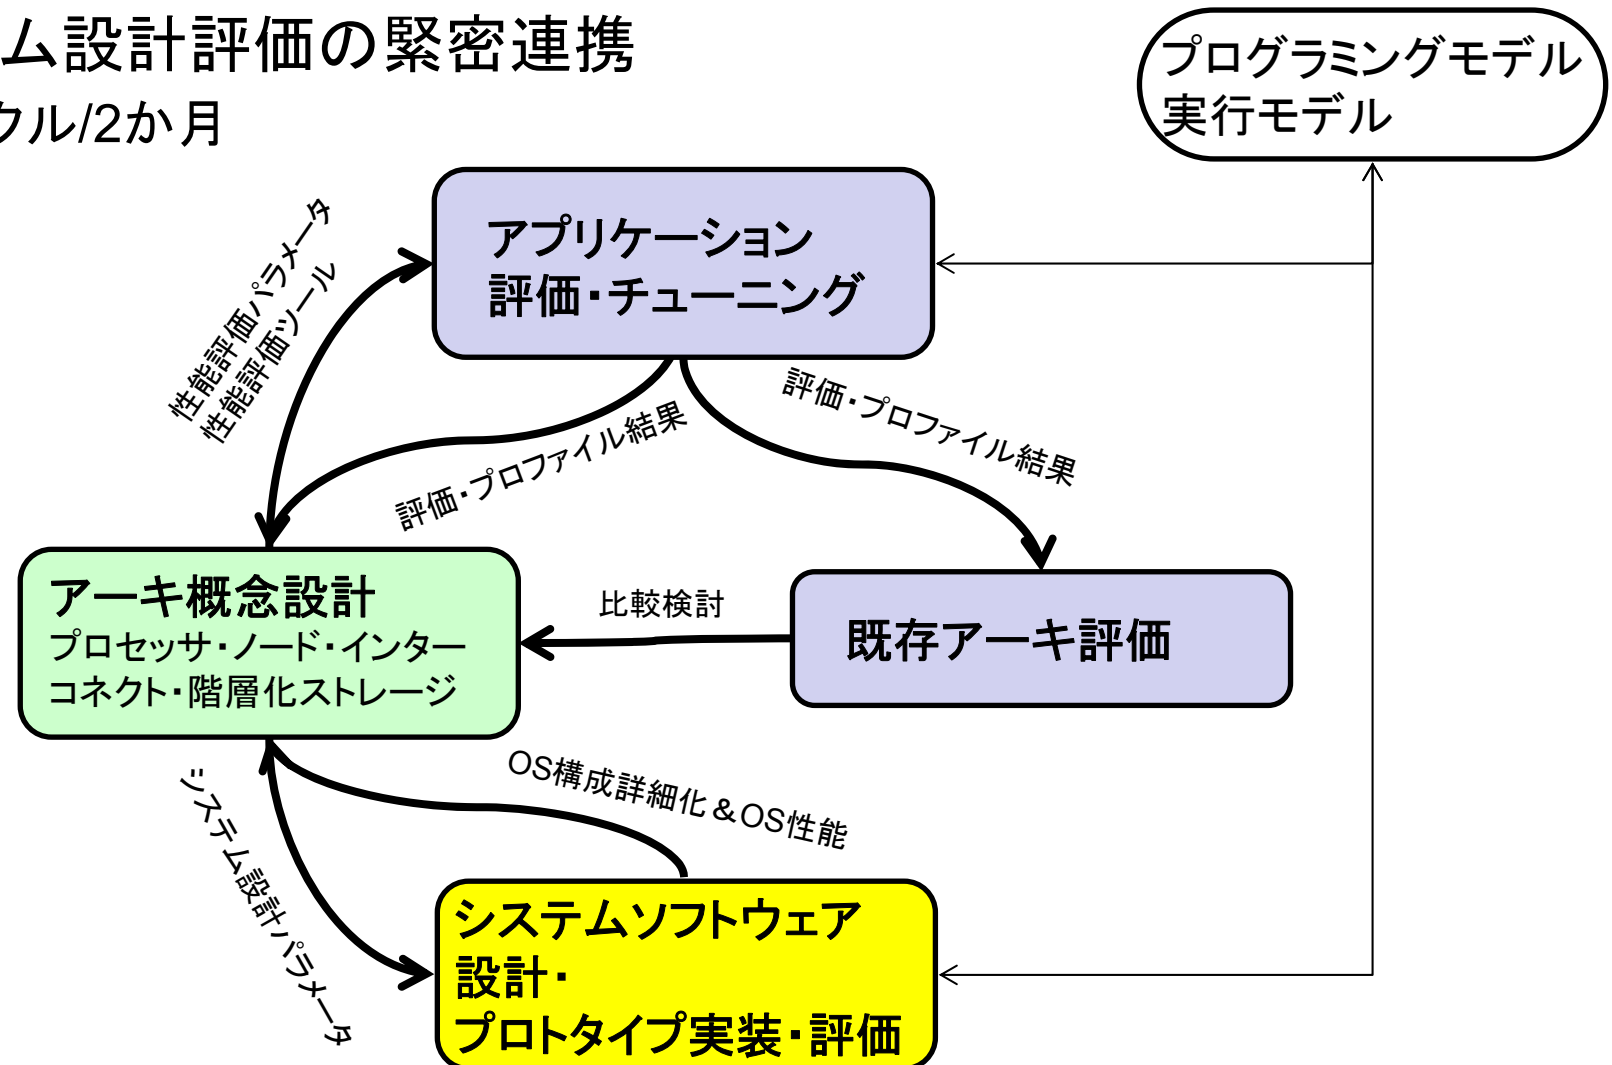 ム設計評価の緊密連携
クル/2か月
プログラミングモデル
実行モデル
アプリケーション
評価・チューニング
性能評価パラメータ
性能評価ツール
評価・プロファイル結果
評価・プロファイル結果
アーキ概念設計
プロセッサ・ノード・インター
コネクト・階層化ストレージ
比較検討
既存アーキ評価
OS構成詳細化＆OS性能
システム設計パラメータ
システムソフトウェア
設計・
プロトタイプ実装・評価